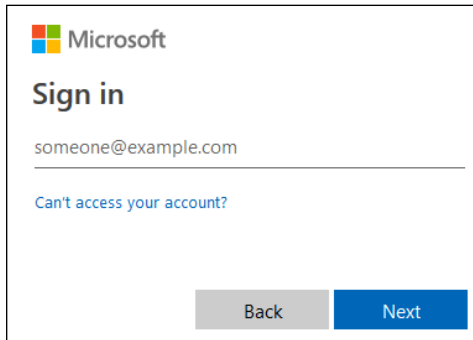 Microsoft
Sign in
someone@example.com
Can't access your account?
Back Next